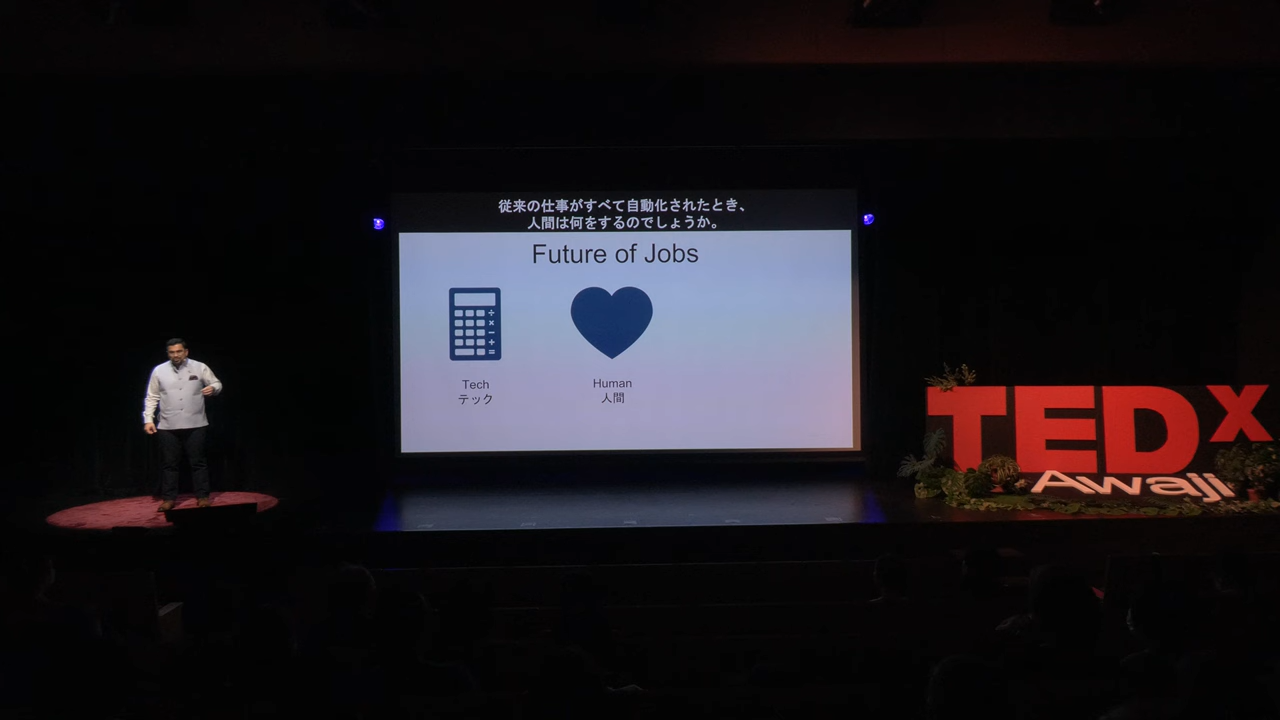 従来の仕事がすべて自動化されたとき、
人間は何をするのでしょうか。
Future of Jobs
Tech
テック
Human
人間
TEDx
Awaji